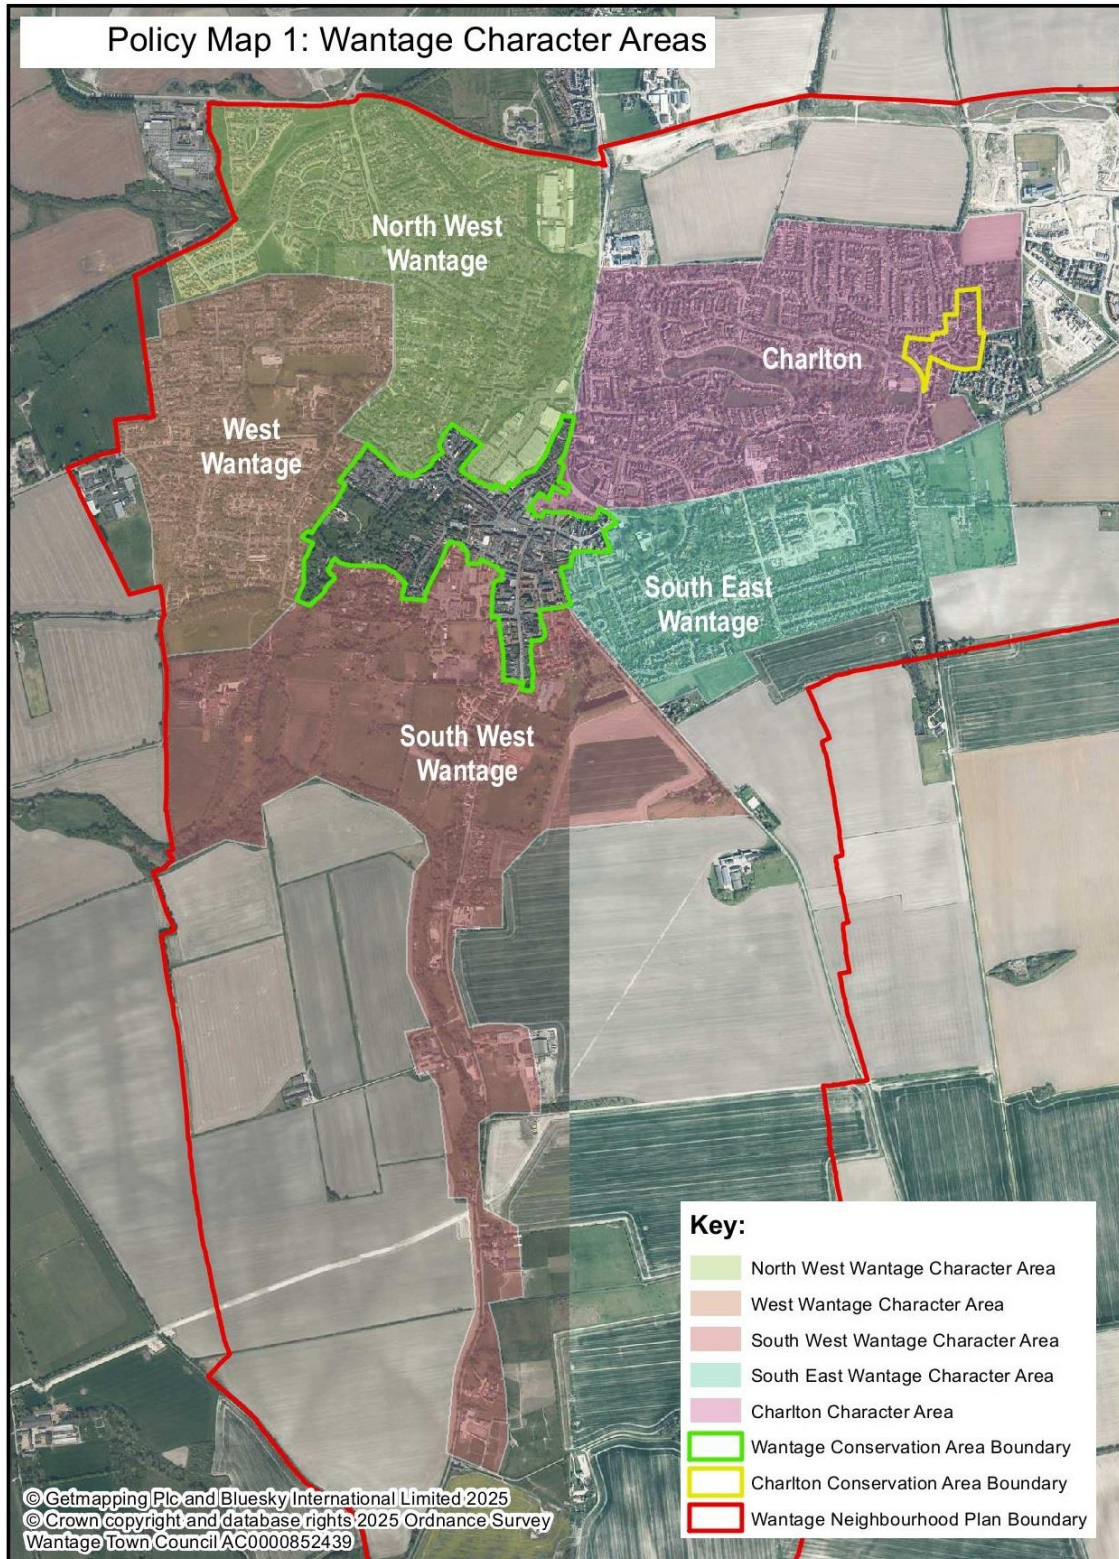 Policy Map 1: Wantage Character Areas
North West
Wantage
Charlton
West
Wantage
South East
Wantage
South West
Wantage
Key:
North West Wantage Character Area
West Wantage Character Area
South West Wantage Character Area
South East Wantage Character Area
Charlton Character Area
Wantage Conservation Area Boundary
Charlton Conservation Area Boundary
Wantage Neighbourhood Plan Boundary
© Getmapping Plc and Bluesky International Limited 2025
© Crown copyright and database rights 2025 Ordnance Survey
Wantage Town Council AC0000852439